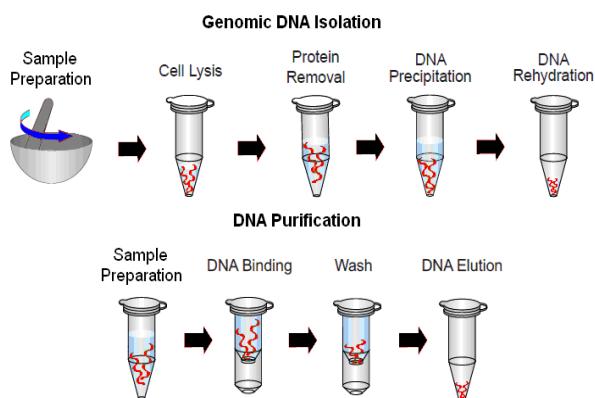 Genomic DNA Isolation
Sample
Preparation
Cell Lysis
Protein
Removal
DNA
Precipitation
DNA
Rehydration
DNA Purification
Sample
Preparation
DNA Binding
Wash
DNA Elution